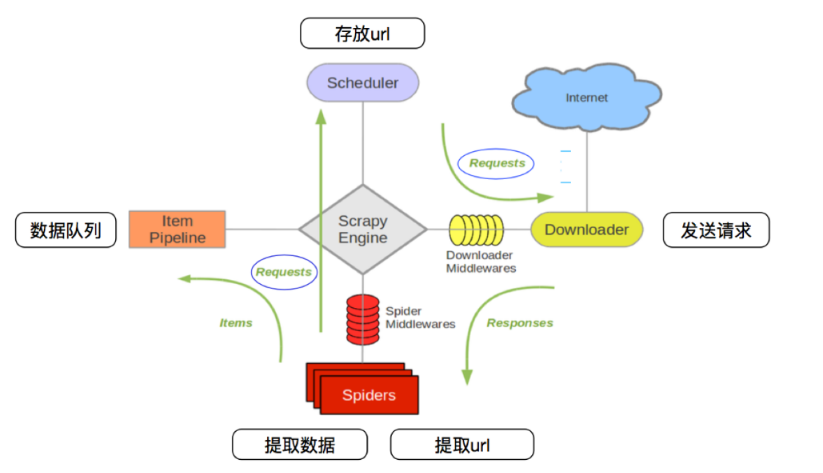 存放url
Scheduler
Internet
Requests
数据队列
Item
Pipeline
Scrapy
Engine
Downloader
发送请求
Downloader
Middlewares
Requests
Items
Spider
Middlewares
Responses
Spiders
提取数据
提取url